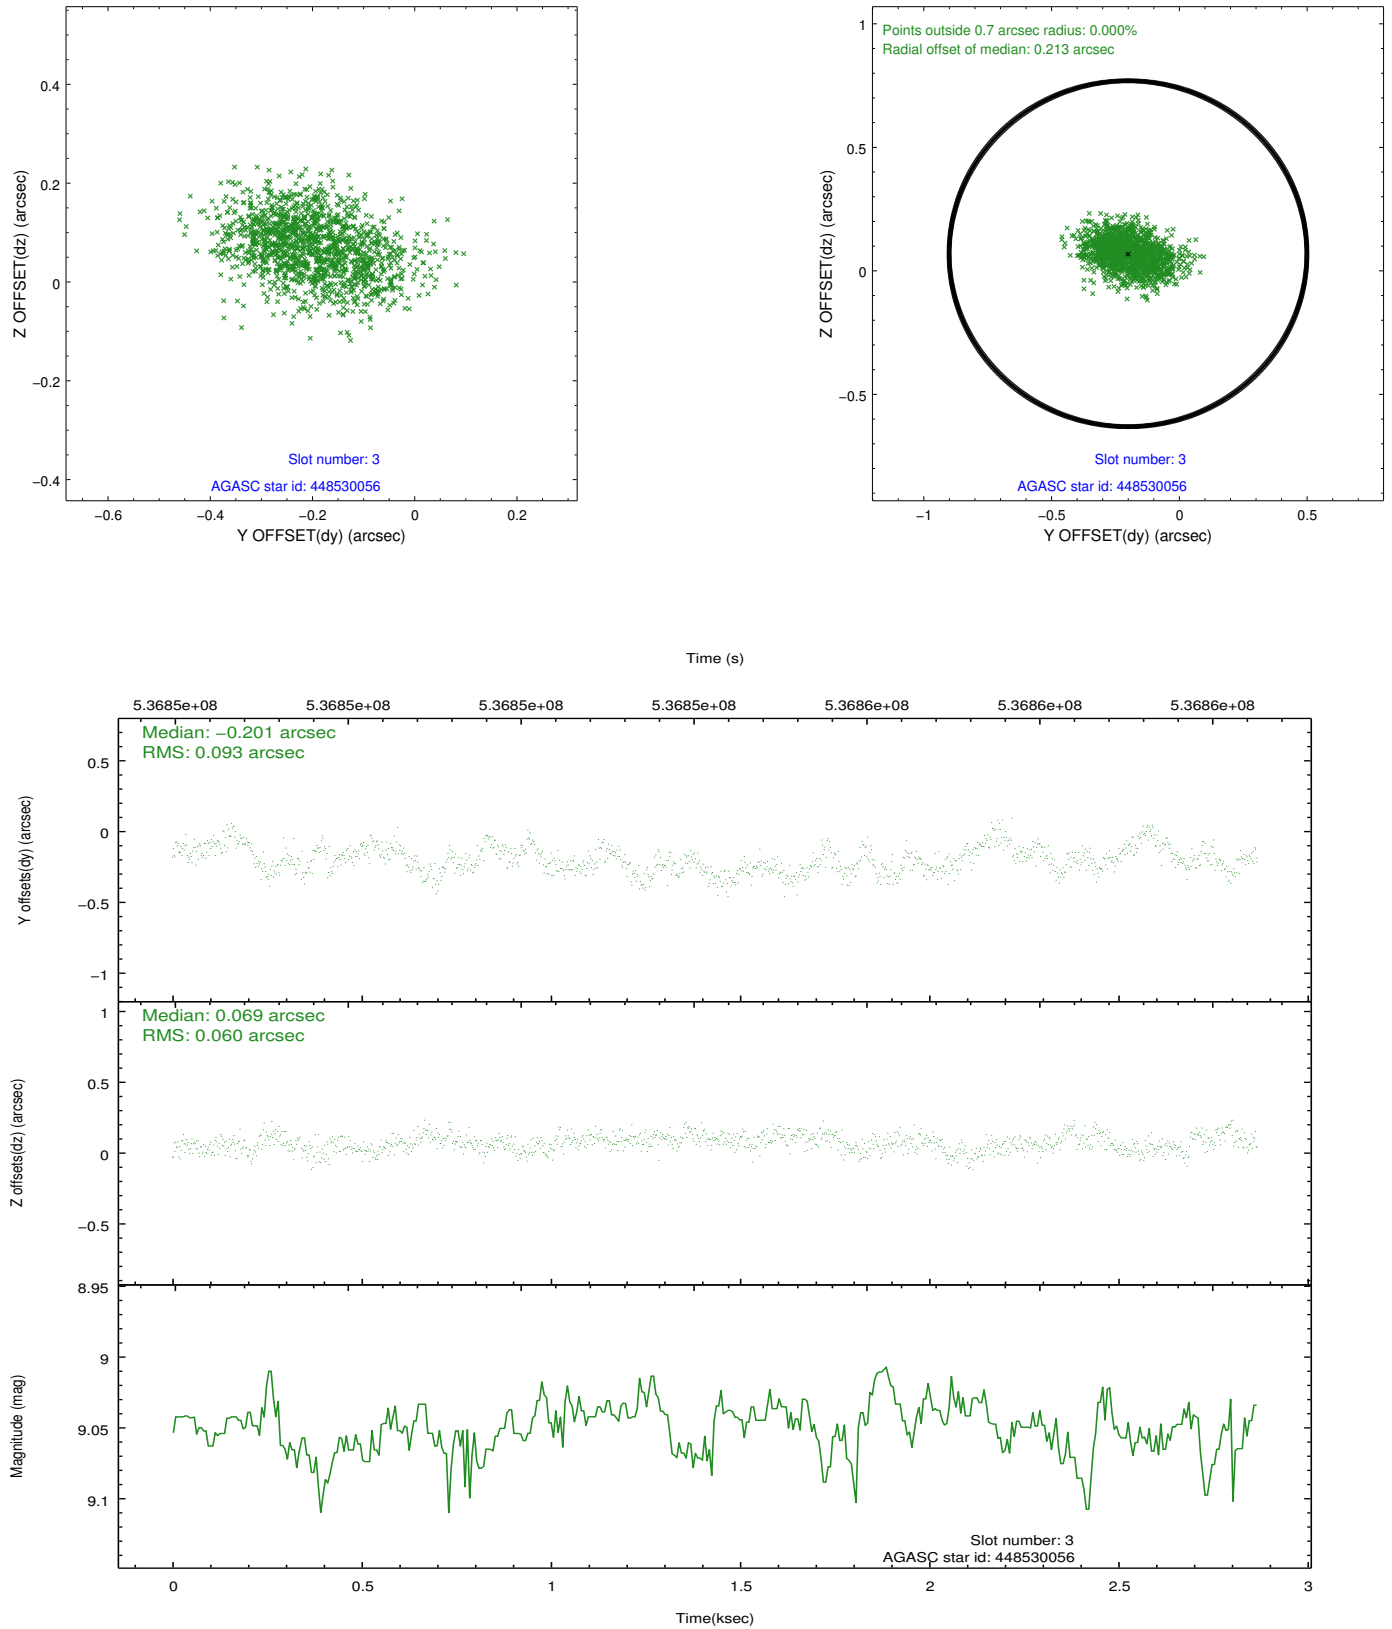 0.4
0.2
0
−0.2
−0.4
Z OFFSET(dz) (arcsec)
Slot number: 3
AGASC star id: 448530056
−0.6 −0.4 −0.2 0 0.2
Y OFFSET(dy) (arcsec)
Points outside 0.7 arcsec radius: 0.000%
Radial offset of median: 0.213 arcsec
1
0.5
0
−0.5
Z OFFSET(dz) (arcsec)
Slot number: 3
AGASC star id: 448530056
−1 −0.5 0 0.5
Y OFFSET(dy) (arcsec)
Time (s)
5.3685e+08 5.3685e+08 5.3685e+08 5.3685e+08 5.3686e+08 5.3686e+08 5.3686e+08
Median: −0.201 arcsec
RMS: 0.093 arcsec
0.5
0
−0.5
−1
Y offsets(dy) (arcsec)
Median: 0.069 arcsec
RMS: 0.060 arcsec
1
0.5
0
−0.5
Z offsets(dz) (arcsec)
8.95
9
9.05
9.1
Magnitude (mag)
Slot number: 3
AGASC star id: 448530056
0 0.5 1 1.5 2 2.5 3
Time(ksec)